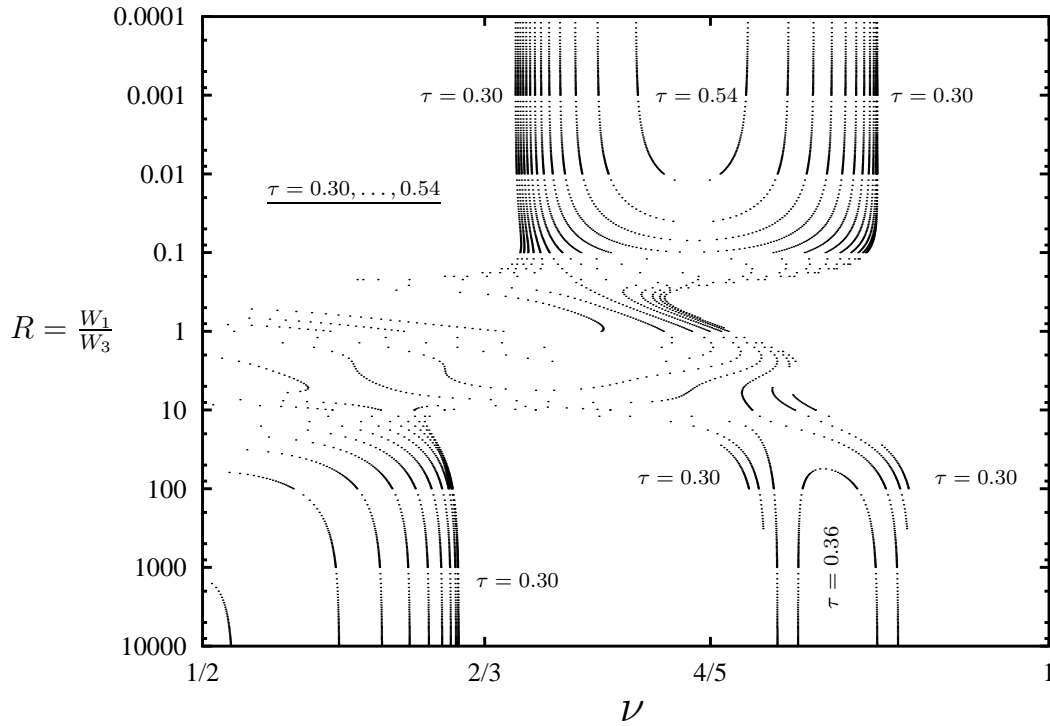 0.0001
0.001
0.01
0.1
1
10
100
1000
10000
R = W₁/W₃
τ = 0.30
τ = 0.54
τ = 0.30
τ = 0.30, . . . , 0.54
τ = 0.30
τ = 0.30
τ = 0.36
τ = 0.30
1/2
2/3
4/5
1
ν